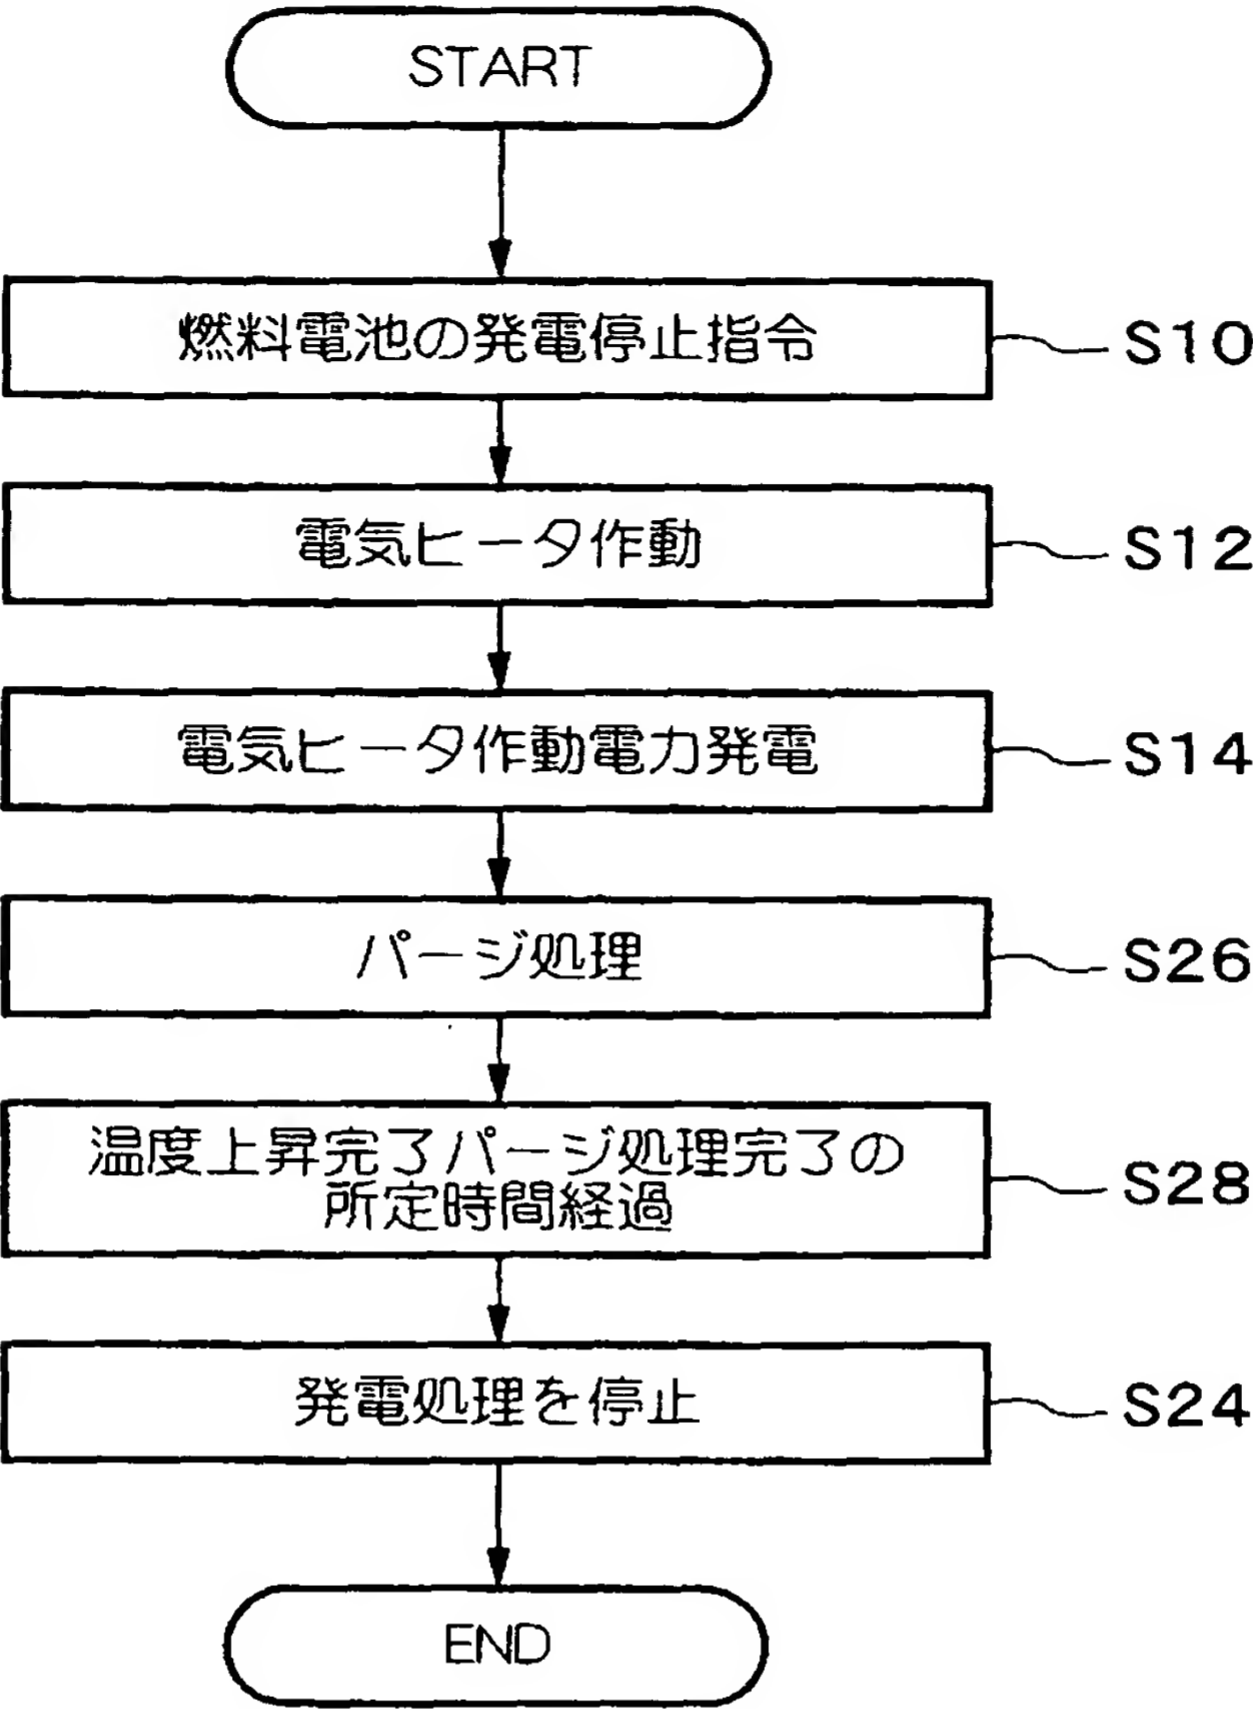 START
燃料電池の発電停止指令
S10
電気ヒータ作動
S12
電気ヒータ作動電力発電
S14
パージ処理
S26
温度上昇完了パージ処理完了の
所定時間経過
S28
発電処理を停止
S24
END